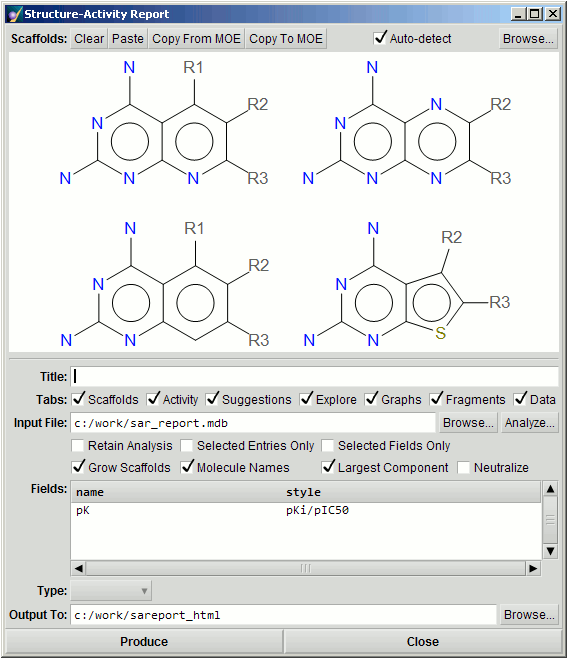 Structure-Activity Report
Scaffolds: Clear Paste Copy From MOE Copy To MOE Auto-detect Browse...
N R1 N
N R2 N N R2
N N N R3 N N N R3
N R1 N R2
N R2 N R3
N N R3 N N S
Title:
Tabs: Scaffolds Activity Suggestions Explore Graphs Fragments Data
Input File: c:/work/sar_report.mdb Browse... Analyze...
Retain Analysis Selected Entries Only Selected Fields Only
Grow Scaffolds Molecule Names Largest Component Neutralize
Fields: name style
pK pKi/pIC50
Type:
Output To: c:/work/sareport_html Browse...
Produce Close